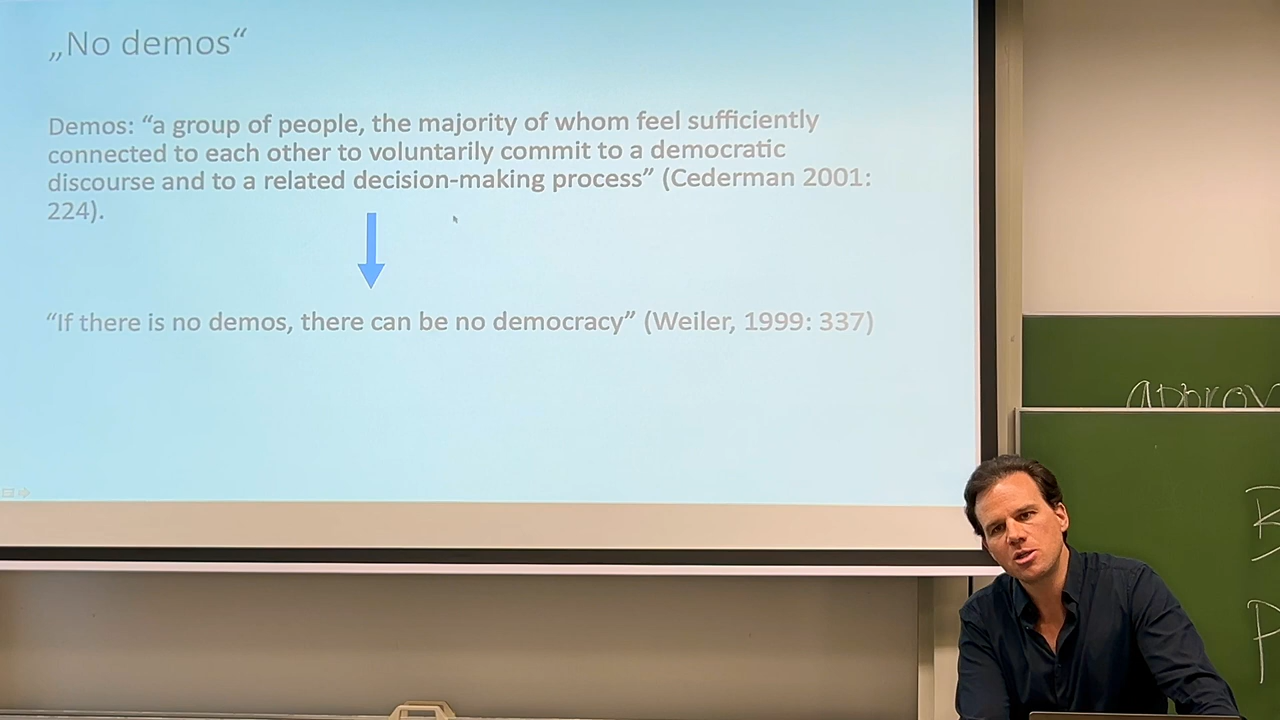 „No demos“
Demos: “a group of people, the majority of whom feel sufficiently
connected to each other to voluntarily commit to a democratic
discourse and to a related decision-making process” (Cederman 2001:
224).
“If there is no demos, there can be no democracy” (Weiler, 1999: 337)